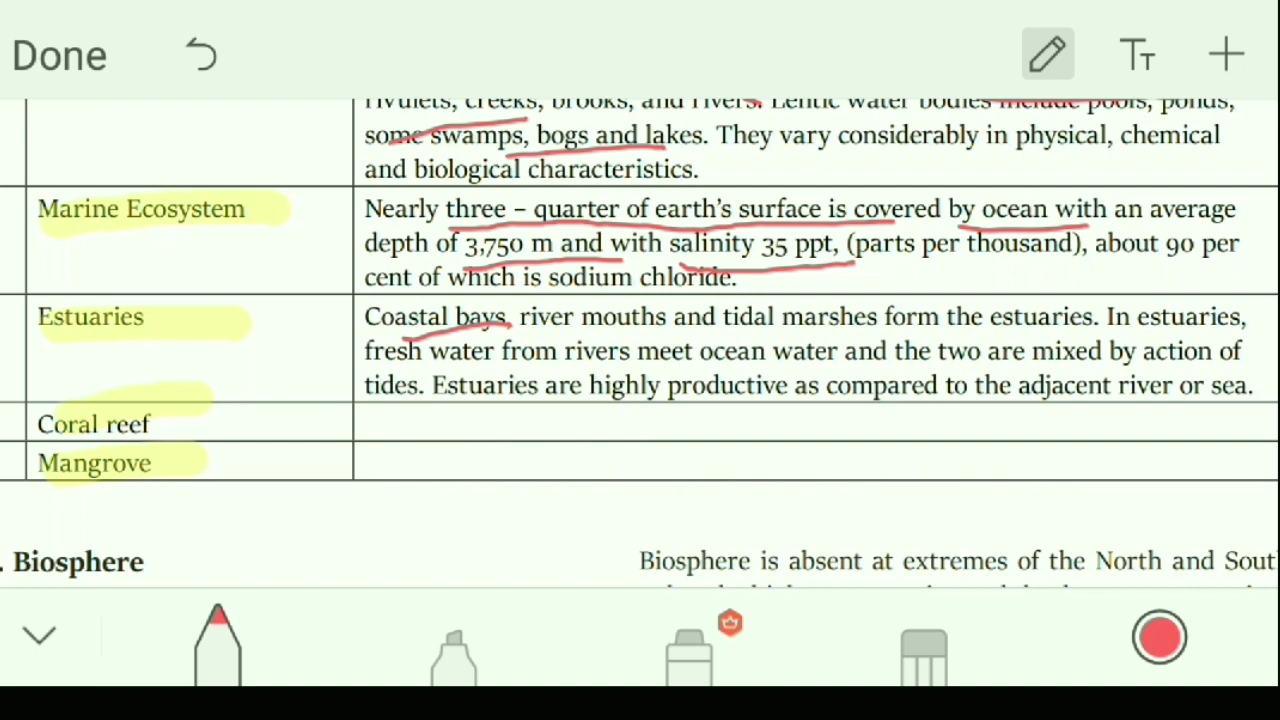 Done
rivulets, creeks, brooks, and rivers. Lentic water bodies include pools, ponds,
some swamps, bogs and lakes. They vary considerably in physical, chemical
and biological characteristics.
Marine Ecosystem
Nearly three – quarter of earth's surface is covered by ocean with an average
depth of 3,750 m and with salinity 35 ppt, (parts per thousand), about 90 per
cent of which is sodium chloride.
Estuaries
Coastal bays, river mouths and tidal marshes form the estuaries. In estuaries,
fresh water from rivers meet ocean water and the two are mixed by action of
tides. Estuaries are highly productive as compared to the adjacent river or sea.
Coral reef
Mangrove
. Biosphere
Biosphere is absent at extremes of the North and Sout